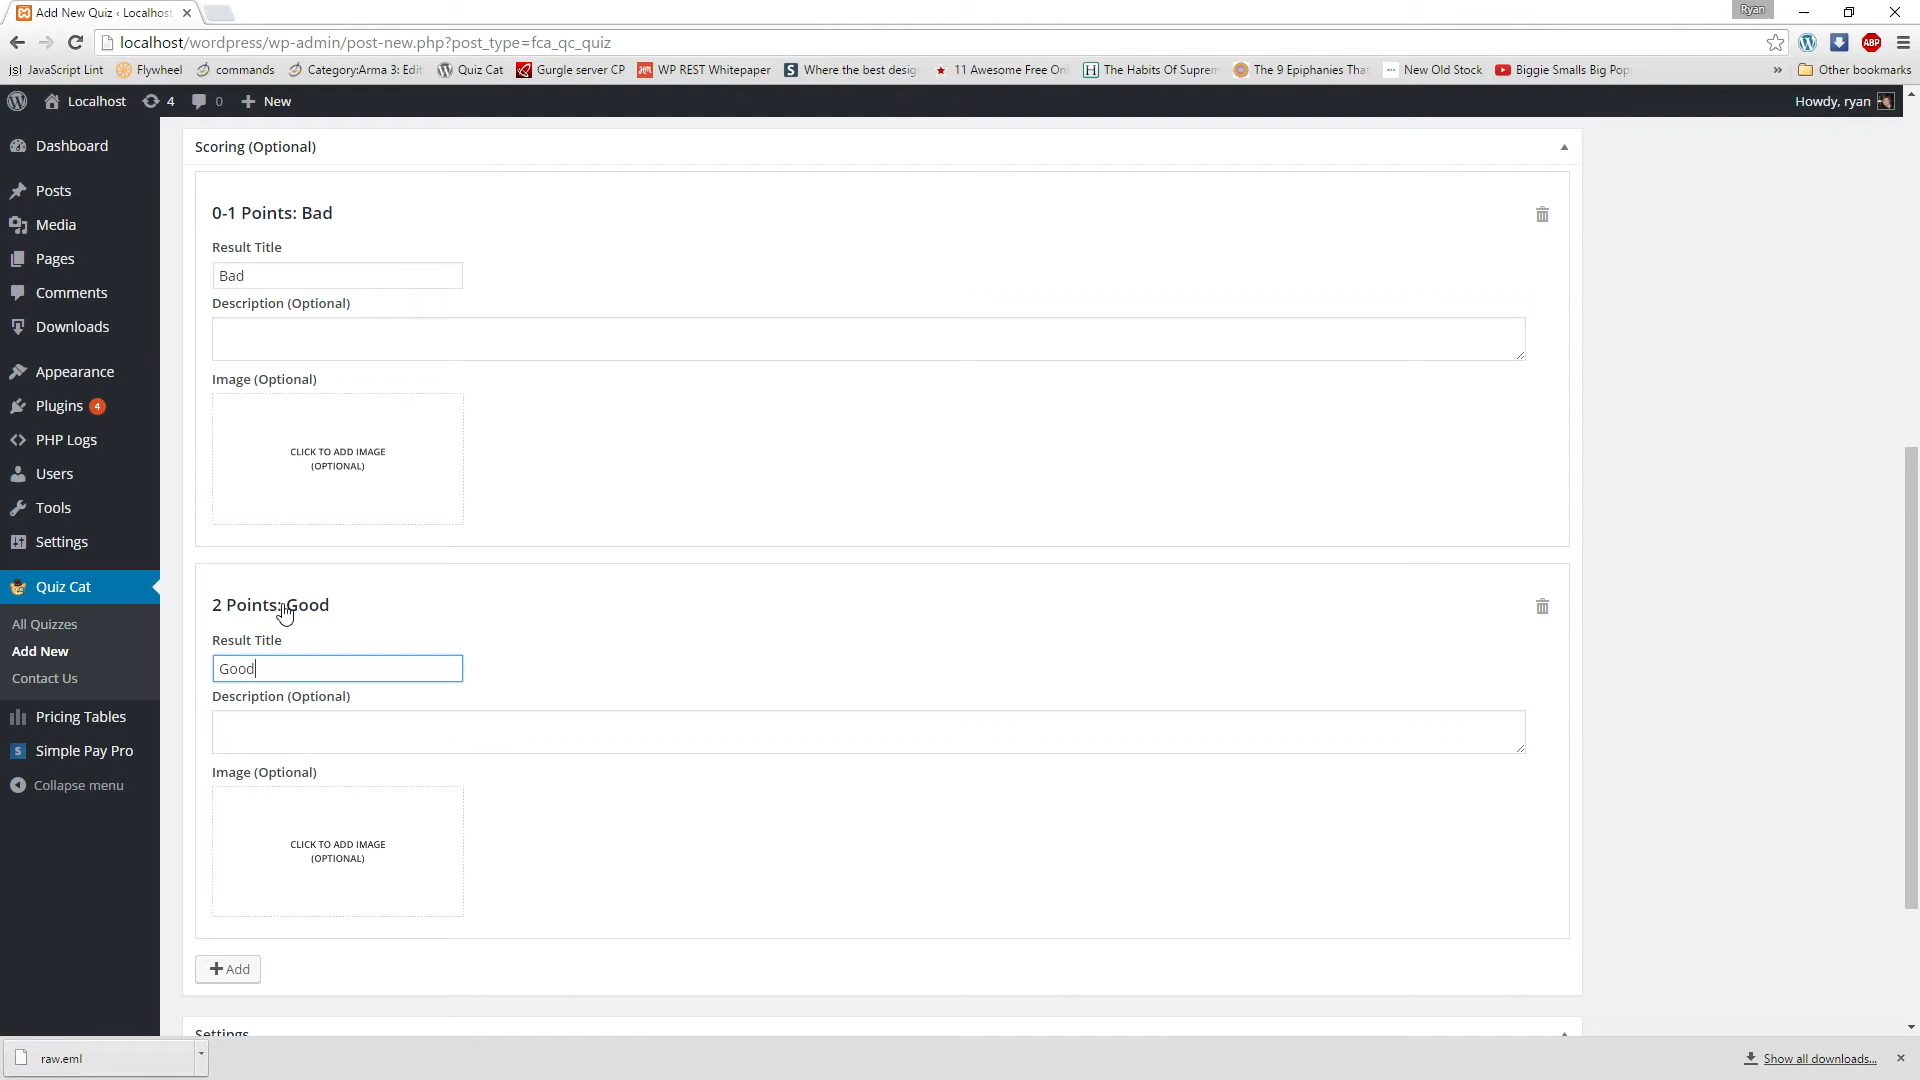 Add New Quiz ‹ Localhost
Ryan
localhost/wordpress/wp-admin/post-new.php?post_type=fca_qc_quiz
ABP
JavaScript Lint
Flywheel
commands
Category:Arma 3: Edit
Quiz Cat
Gurgle server CP
WP REST Whitepaper
Where the best desig
11 Awesome Free On
The Habits Of Suprem
The 9 Epiphanies Tha
New Old Stock
Biggie Smalls Big Pop
Other bookmarks
Localhost
4
0
New
Howdy, ryan
Dashboard
Posts
Media
Pages
Comments
Downloads
Appearance
Plugins 4
PHP Logs
Users
Tools
Settings
Quiz Cat
All Quizzes
Add New
Contact Us
Pricing Tables
Simple Pay Pro
Collapse menu
Scoring (Optional)
0-1 Points: Bad
Result Title
Bad
Description (Optional)
Image (Optional)
CLICK TO ADD IMAGE
(OPTIONAL)
2 Points: Good
Result Title
Good
Description (Optional)
Image (Optional)
CLICK TO ADD IMAGE
(OPTIONAL)
Add
Settings
raw.eml
Show all downloads...